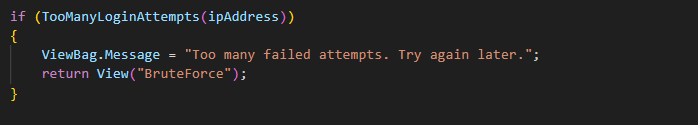 if (TooManyLoginAttempts(ipAddress))
{
    ViewBag.Message = "Too many failed attempts. Try again later.";
    return View("BruteForce");
}